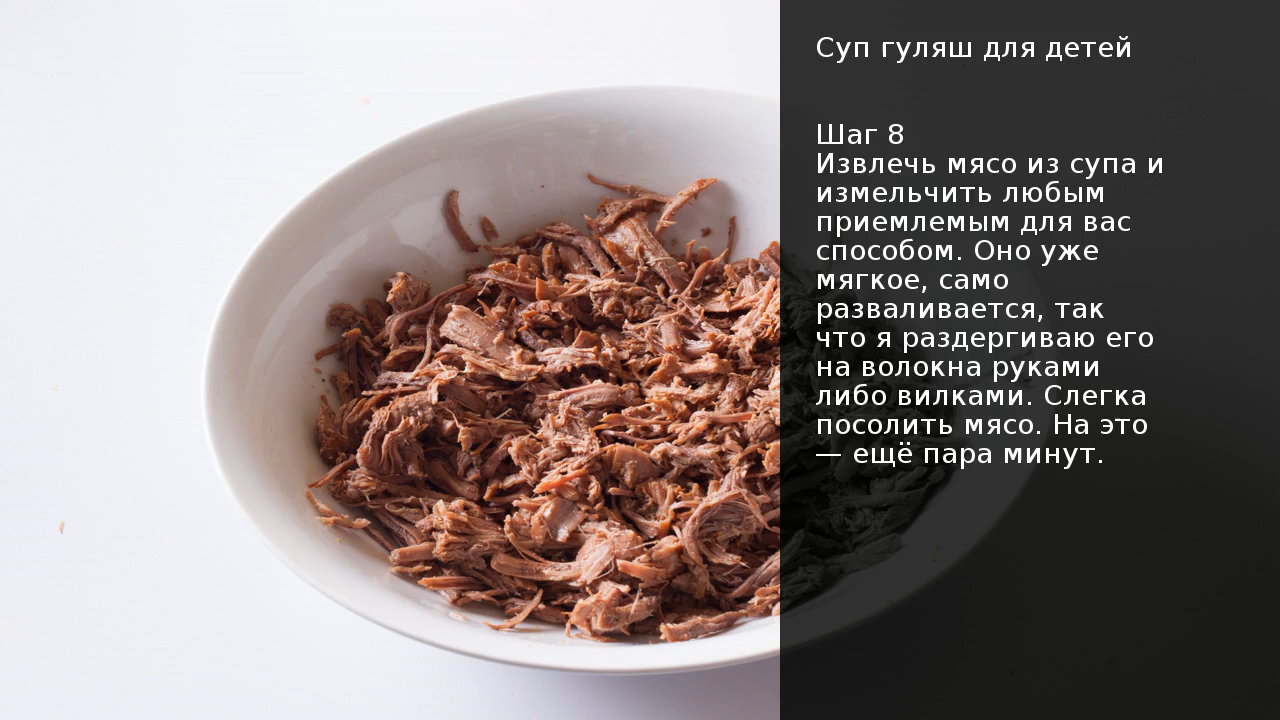 Суп гуляш для детей
Шаг 8
Извлечь мясо из супа и
измельчить любым
приемлемым для вас
способом. Оно уже
мягкое, само
разваливается, так
что я раздергиваю его
на волокна руками
либо вилками. Слегка
посолить мясо. На это
— ещё пара минут.